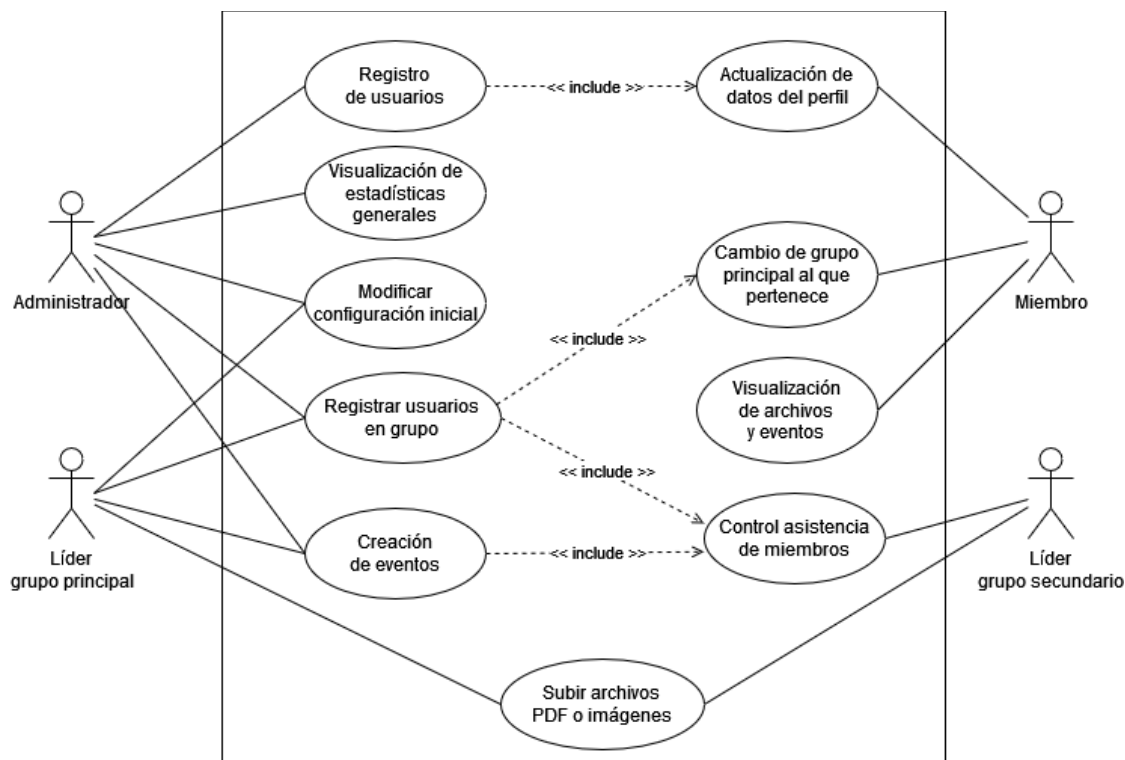 Registro
de usuarios
<< include >>
Actualización de
datos del perfil
Visualización de
estadísticas
generales
Administrador
Modificar
configuración inicial
Cambio de grupo
principal al que
pertenece
Miembro
<< include >>
Registrar usuarios
en grupo
Visualización
de archivos
y eventos
<< include >>
Líder
grupo principal
Creación
de eventos
<< include >>
Control asistencia
de miembros
Líder
grupo secundario
Subir archivos
PDF o imágenes